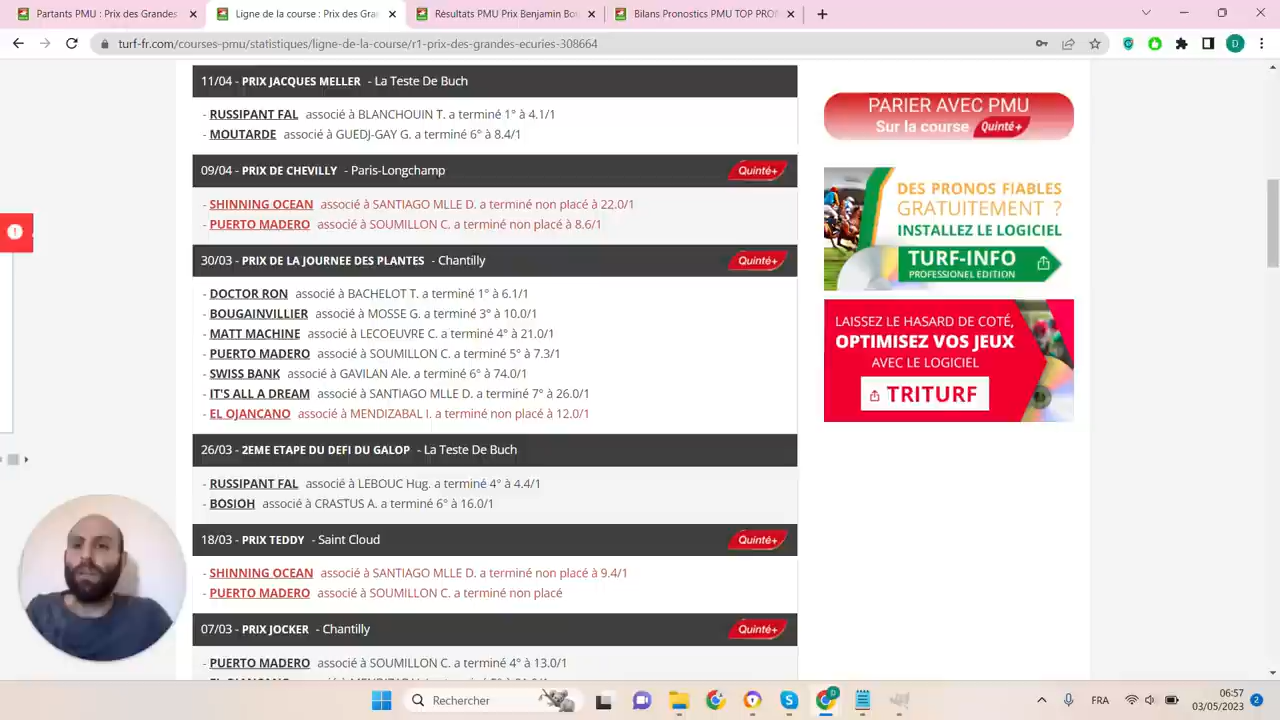 Partants PMU : Prix des Grandes
Ligne de la course : Prix des Gra
Résultats PMU Prix Benjamin Bo
Bilans Pronostics PMU TOP PROF
turf-fr.com/courses-pmu/statistiques/ligne-de-la-course/r1-prix-des-grandes-ecuries-308664
D
11/04 - PRIX JACQUES MELLER - La Teste De Buch
- RUSSIPANT FAL associé à BLANCHOUIN T. a terminé 1° à 4.1/1
- MOUTARDE associé à GUEDJ-GAY G. a terminé 6° à 8.4/1
09/04 - PRIX DE CHEVILLY - Paris-Longchamp Quinté+
- SHINNING OCEAN associé à SANTIAGO MLLE D. a terminé non placé à 22.0/1
- PUERTO MADERO associé à SOUMILLON C. a terminé non placé à 8.6/1
30/03 - PRIX DE LA JOURNEE DES PLANTES - Chantilly Quinté+
- DOCTOR RON associé à BACHELOT T. a terminé 1° à 6.1/1
- BOUGAINVILLIER associé à MOSSE G. a terminé 3° à 10.0/1
- MATT MACHINE associé à LECOEUVRE C. a terminé 4° à 21.0/1
- PUERTO MADERO associé à SOUMILLON C. a terminé 5° à 7.3/1
- SWISS BANK associé à GAVILAN Ale. a terminé 6° à 74.0/1
- IT'S ALL A DREAM associé à SANTIAGO MLLE D. a terminé 7° à 26.0/1
- EL OJANCANO associé à MENDIZABAL I. a terminé non placé à 12.0/1
26/03 - 2EME ETAPE DU DEFI DU GALOP - La Teste De Buch
- RUSSIPANT FAL associé à LEBOUC Hug. a terminé 4° à 4.4/1
- BOSIOH associé à CRASTUS A. a terminé 6° à 16.0/1
18/03 - PRIX TEDDY - Saint Cloud Quinté+
- SHINNING OCEAN associé à SANTIAGO MLLE D. a terminé non placé à 9.4/1
- PUERTO MADERO associé à SOUMILLON C. a terminé non placé
07/03 - PRIX JOCKER - Chantilly Quinté+
- PUERTO MADERO associé à SOUMILLON C. a terminé 4° à 13.0/1
PARIER AVEC PMU
Sur la course Quinté+
DES PRONOS FIABLES
GRATUITEMENT ?
INSTALLEZ LE LOGICIEL
TURF-INFO
PROFESSIONEL EDITION
LAISSEZ LE HASARD DE COTÉ,
OPTIMISEZ VOS JEUX
AVEC LE LOGICIEL
TRITURF
Rechercher
FRA
06:57
03/05/2023
2